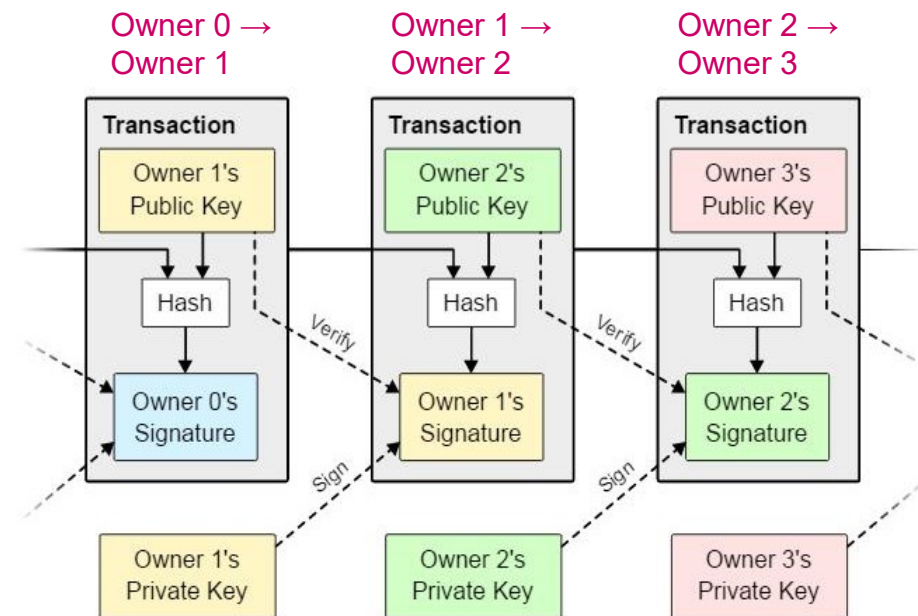 Owner 0 →
Owner 1
Owner 1 →
Owner 2
Owner 2 →
Owner 3
Transaction
Owner 1's
Public Key
Hash
Owner 0's
Signature
Transaction
Owner 2's
Public Key
Hash
Verify
Owner 1's
Signature
Sign
Transaction
Owner 3's
Public Key
Hash
Verify
Owner 2's
Signature
Sign
Owner 1's
Private Key
Owner 2's
Private Key
Owner 3's
Private Key